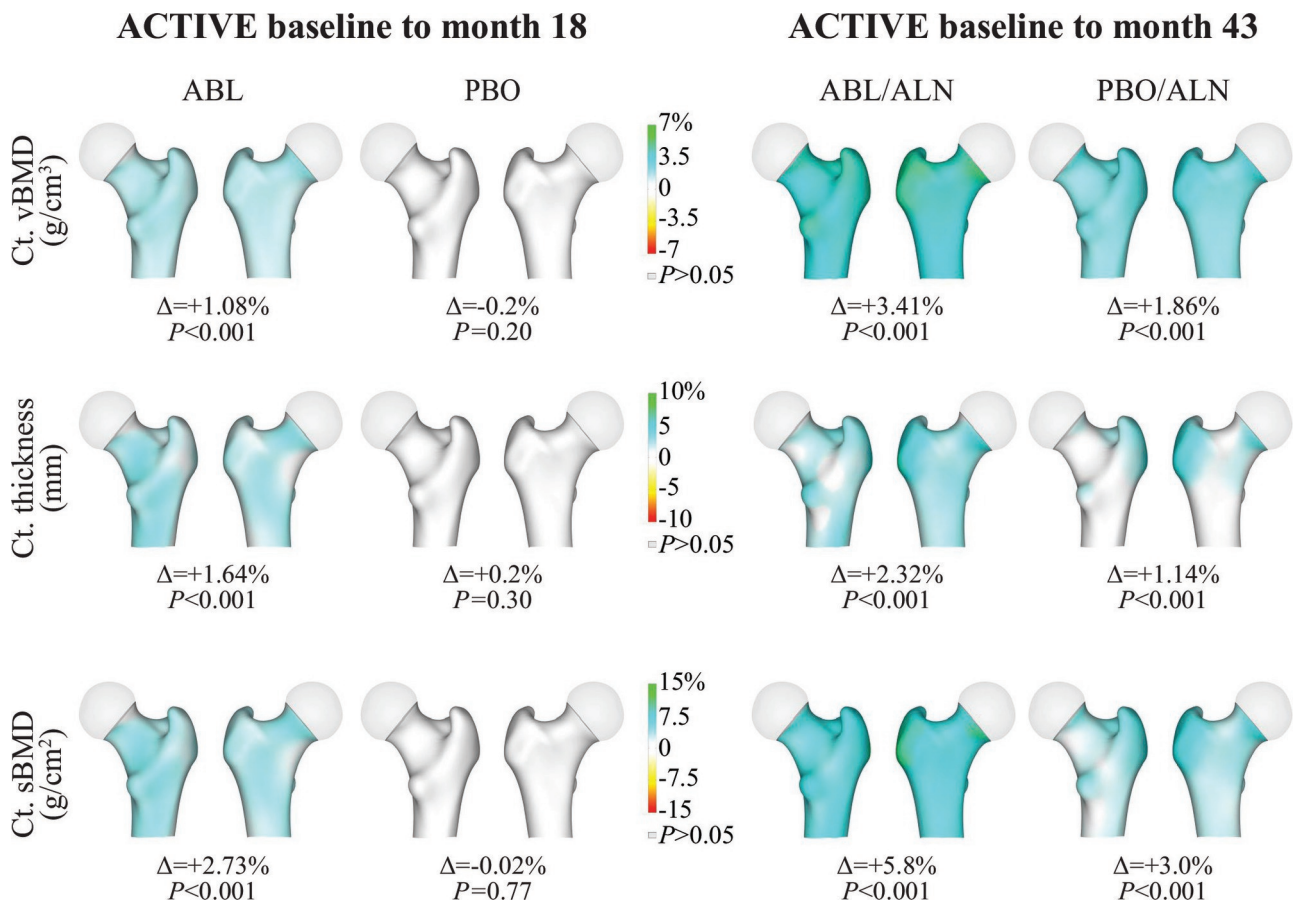 ACTIVE baseline to month 18
ACTIVE baseline to month 43
ABL
PBO
ABL/ALN
PBO/ALN
Ct. vBMD
(g/cm³)
7%
3.5
0
-3.5
-7
P>0.05
Δ=+1.08%
P<0.001
Δ=-0.2%
P=0.20
Δ=+3.41%
P<0.001
Δ=+1.86%
P<0.001
Ct. thickness
(mm)
10%
5
0
-5
-10
P>0.05
Δ=+1.64%
P<0.001
Δ=+0.2%
P=0.30
Δ=+2.32%
P<0.001
Δ=+1.14%
P<0.001
Ct. sBMD
(g/cm²)
15%
7.5
0
-7.5
-15
P>0.05
Δ=+2.73%
P<0.001
Δ=-0.02%
P=0.77
Δ=+5.8%
P<0.001
Δ=+3.0%
P<0.001